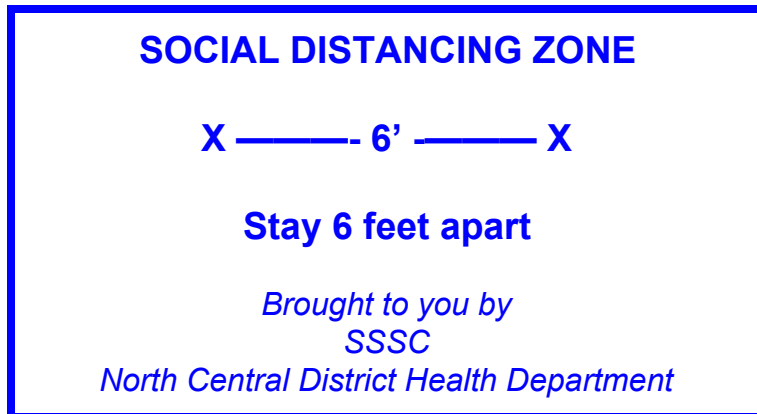 SOCIAL DISTANCING ZONE
X ———- 6’ -——— X
Stay 6 feet apart
Brought to you by
SSSC
North Central District Health Department